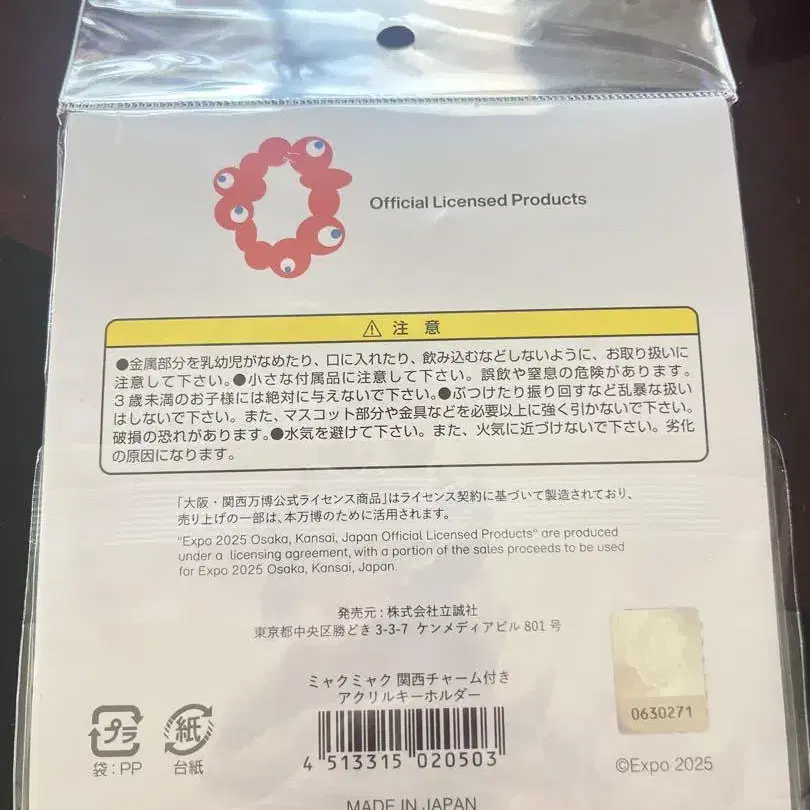 Official Licensed Products
⚠ 注 意
●金属部分を乳幼児がなめたり、口に入れたり、飲み込むなどしないように、お取り扱いに
注意して下さい。●小さな付属品に注意して下さい。誤飲や窒息の危険があります。
３歳未満のお子様には絶対に与えないで下さい。●ぶつけたり振り回すなど乱暴な扱い
はしないで下さい。また、マスコット部分や金具などを必要以上に強く引かないで下さい。
破損の恐れがあります。●水気を避けて下さい。また、火気に近づけないで下さい。劣化
の原因になります。
「大阪・関西万博公式ライセンス商品」はライセンス契約に基づいて製造されており、
売り上げの一部は、本万博のために活用されます。
"Expo 2025 Osaka, Kansai, Japan Official Licensed Products" are produced
under a licensing agreement, with a portion of the sales proceeds to be used
for Expo 2025 Osaka, Kansai, Japan.
発売元：株式会社立誠社
東京都中央区勝どき 3-3-7 ケンメディアビル 801 号
ミャクミャク 関西チャーム付き
アクリルキーホルダー
プラ
袋：PP
紙
台紙
4 513315 020503
0630271
©Expo 2025
MADE IN JAPAN